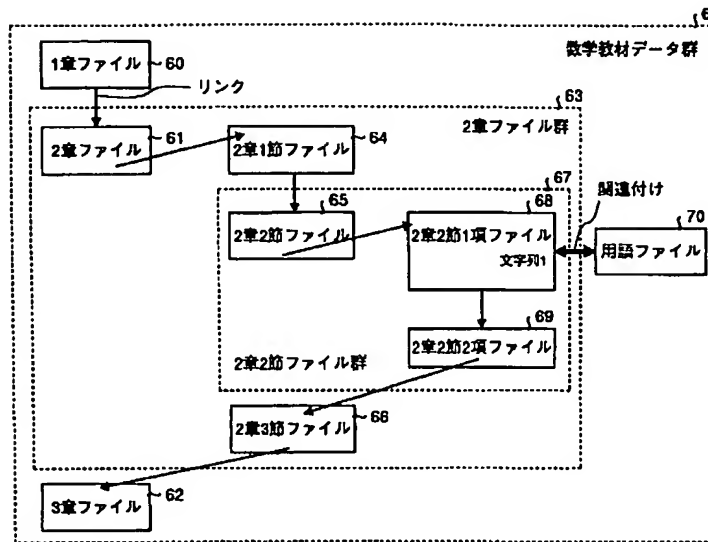 6
数学教材データ群
1章ファイル
60
リンク
63
2章ファイル群
2章ファイル
61
2章1節ファイル
64
67
関連付け
65
68
70
2章2節ファイル
2章2節1項ファイル
文字列1
用語ファイル
69
2章2節2項ファイル
2章2節ファイル群
2章3節ファイル
66
3章ファイル
62